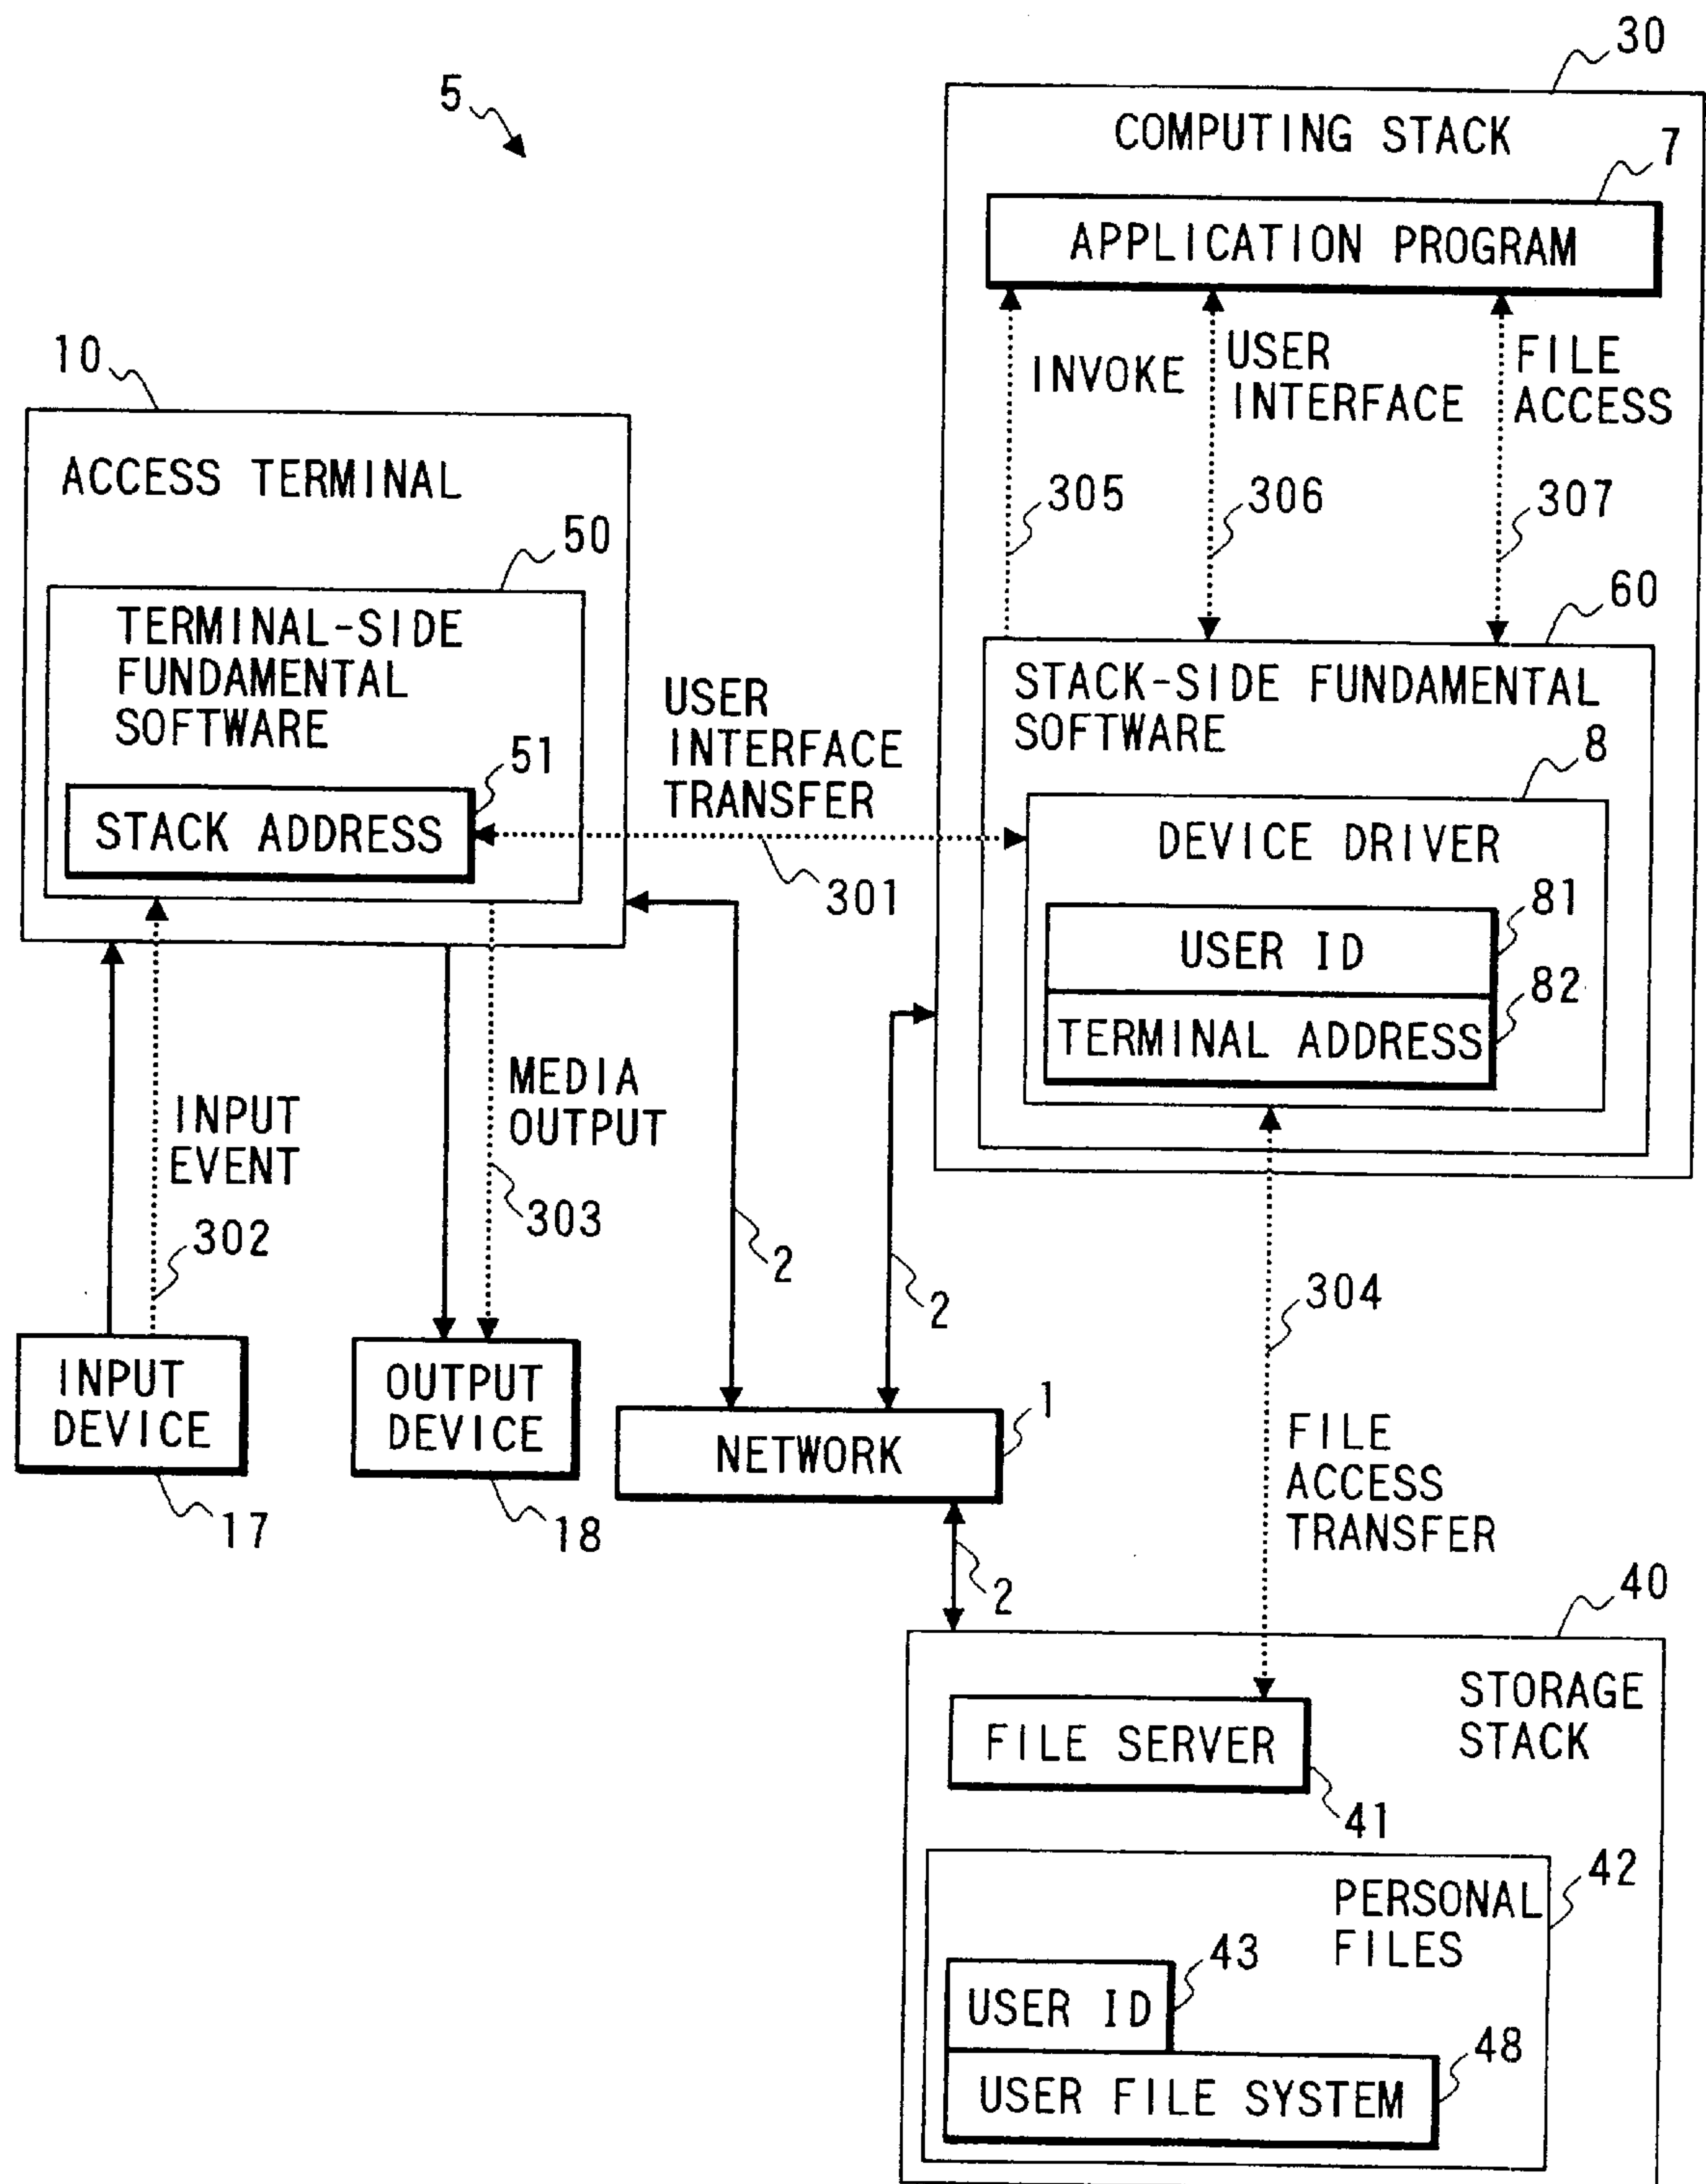 5
30
COMPUTING STACK
7
APPLICATION PROGRAM
INVOKE
USER
INTERFACE
FILE
ACCESS
305
306
307
10
ACCESS TERMINAL
50
TERMINAL-SIDE
FUNDAMENTAL
SOFTWARE
51
STACK ADDRESS
USER
INTERFACE
TRANSFER
301
60
STACK-SIDE FUNDAMENTAL
SOFTWARE
8
DEVICE DRIVER
81
USER ID
82
TERMINAL ADDRESS
INPUT
EVENT
302
MEDIA
OUTPUT
303
2
2
304
INPUT
DEVICE
17
OUTPUT
DEVICE
18
1
NETWORK
2
FILE
ACCESS
TRANSFER
40
STORAGE
STACK
FILE SERVER
41
42
PERSONAL
FILES
43
USER ID
48
USER FILE SYSTEM